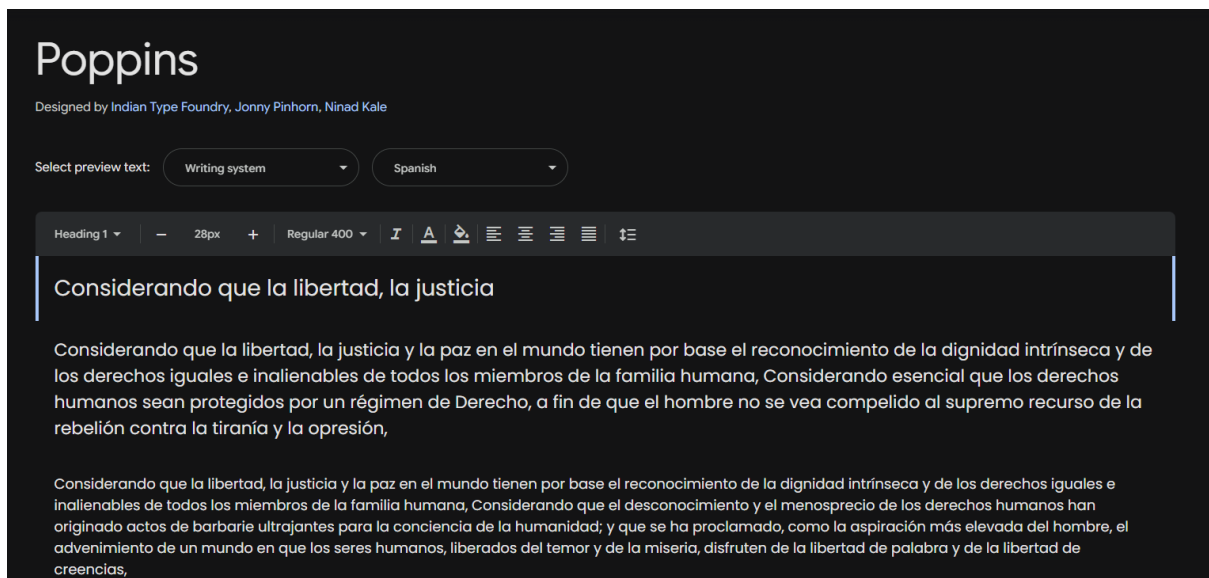 Poppins
Designed by Indian Type Foundry, Jonny Pinhorn, Ninad Kale
Select preview text: Writing system Spanish
Heading 1 – 28px + Regular 400 I A
Considerando que la libertad, la justicia
Considerando que la libertad, la justicia y la paz en el mundo tienen por base el reconocimiento de la dignidad intrínseca y de
los derechos iguales e inalienables de todos los miembros de la familia humana, Considerando esencial que los derechos
humanos sean protegidos por un régimen de Derecho, a fin de que el hombre no se vea compelido al supremo recurso de la
rebelión contra la tiranía y la opresión,
Considerando que la libertad, la justicia y la paz en el mundo tienen por base el reconocimiento de la dignidad intrínseca y de los derechos iguales e
inalienables de todos los miembros de la familia humana, Considerando que el desconocimiento y el menosprecio de los derechos humanos han
originado actos de barbarie ultrajantes para la conciencia de la humanidad; y que se ha proclamado, como la aspiración más elevada del hombre, el
advenimiento de un mundo en que los seres humanos, liberados del temor y de la miseria, disfruten de la libertad de palabra y de la libertad de
creencias,